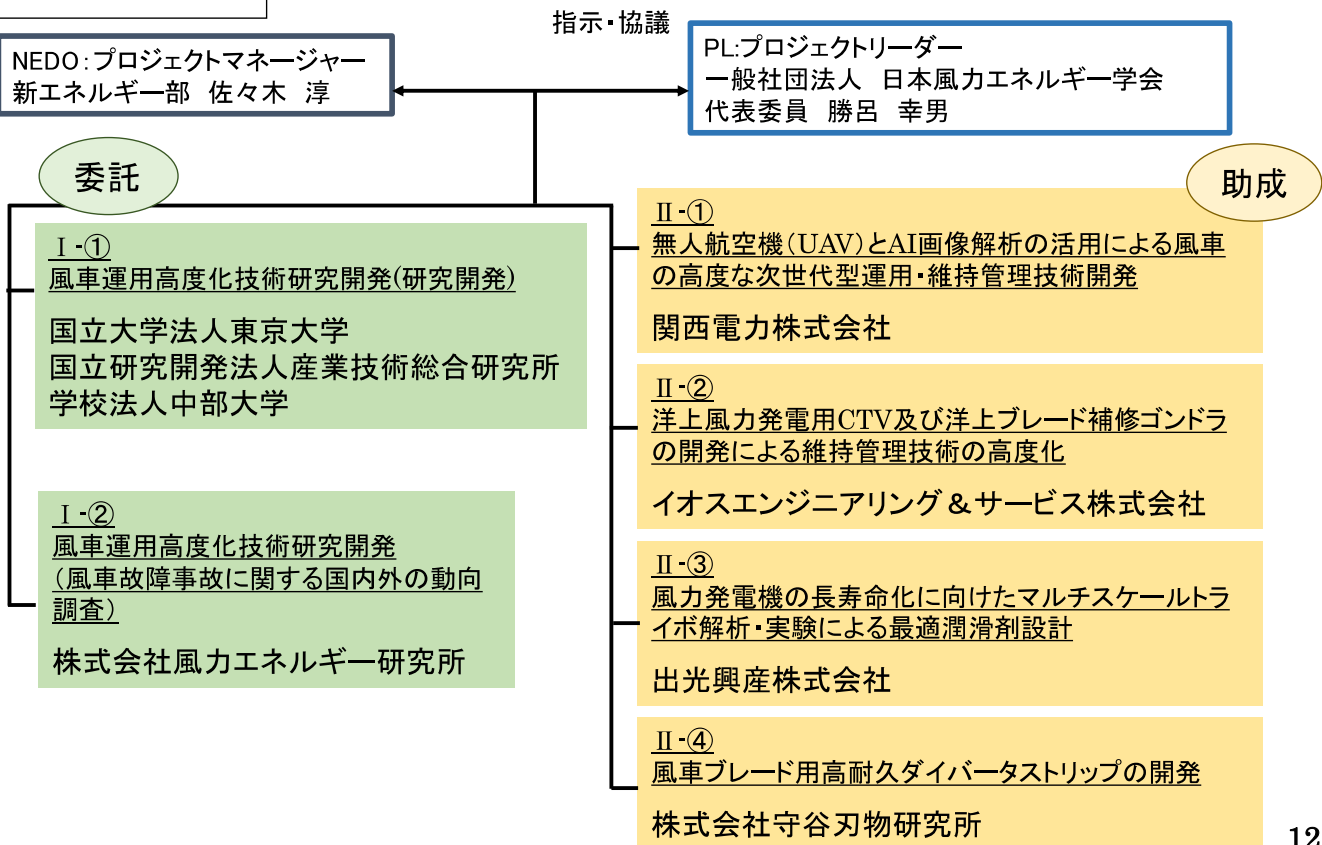 指示・協議
NEDO：プロジェクトマネージャー
新エネルギー部　佐々木　淳
PL:プロジェクトリーダー
一般社団法人　日本風力エネルギー学会
代表委員　勝呂　幸男
委託
助成
Ⅰ-①
風車運用高度化技術研究開発(研究開発)
国立大学法人東京大学
国立研究開発法人産業技術総合研究所
学校法人中部大学
Ⅰ-②
風車運用高度化技術研究開発
（風車故障事故に関する国内外の動向
調査）
株式会社風力エネルギー研究所
Ⅱ-①
無人航空機（UAV）とAI画像解析の活用による風車
の高度な次世代型運用・維持管理技術開発
関西電力株式会社
Ⅱ-②
洋上風力発電用CTV及び洋上ブレード補修ゴンドラ
の開発による維持管理技術の高度化
イオスエンジニアリング＆サービス株式会社
Ⅱ-③
風力発電機の長寿命化に向けたマルチスケールトラ
イボ解析・実験による最適潤滑剤設計
出光興産株式会社
Ⅱ-④
風車ブレード用高耐久ダイバータストリップの開発
株式会社守谷刃物研究所
12